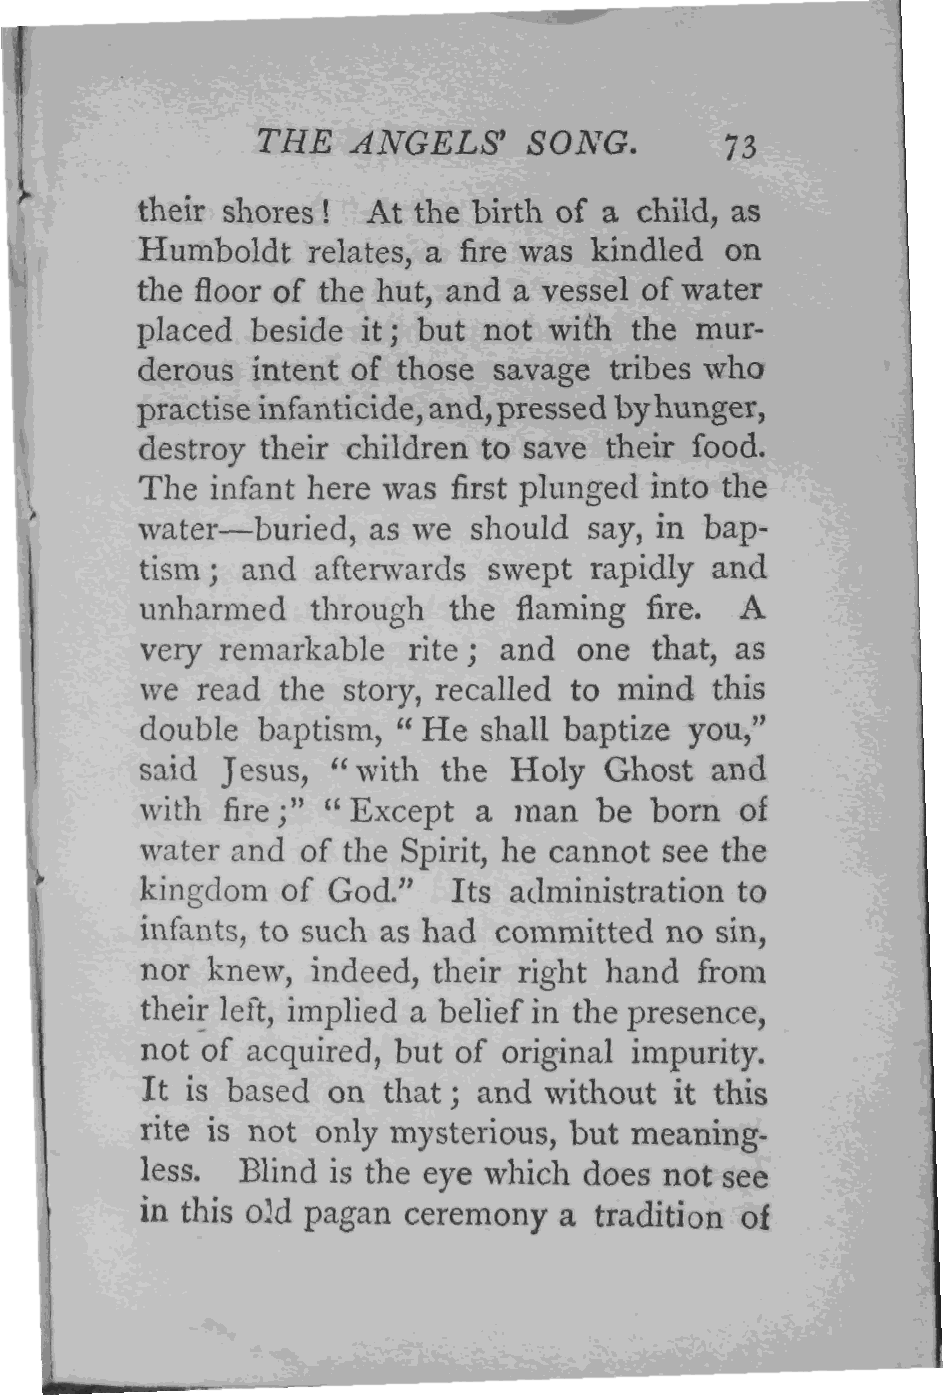 THE ANGELS' SONG. 73
their shores! At the birth of a child, as
Humboldt relates, a fire was kindled on
the floor of the hut, and a vessel of water
placed beside it; but not with the mur-
derous intent of those savage tribes who
practise infanticide, and, pressed by hunger,
destroy their children to save their food.
The infant here was first plunged into the
water—buried, as we should say, in bap-
tism; and afterwards swept rapidly and
unharmed through the flaming fire. A
very remarkable rite; and one that, as
we read the story, recalled to mind this
double baptism, "He shall baptize you,"
said Jesus, "with the Holy Ghost and
with fire;" "Except a man be born of
water and of the Spirit, he cannot see the
kingdom of God." Its administration to
infants, to such as had committed no sin,
nor knew, indeed, their right hand from
their left, implied a belief in the presence,
not of acquired, but of original impurity.
It is based on that; and without it this
rite is not only mysterious, but meaning-
less. Blind is the eye which does not see
in this old pagan ceremony a tradition of